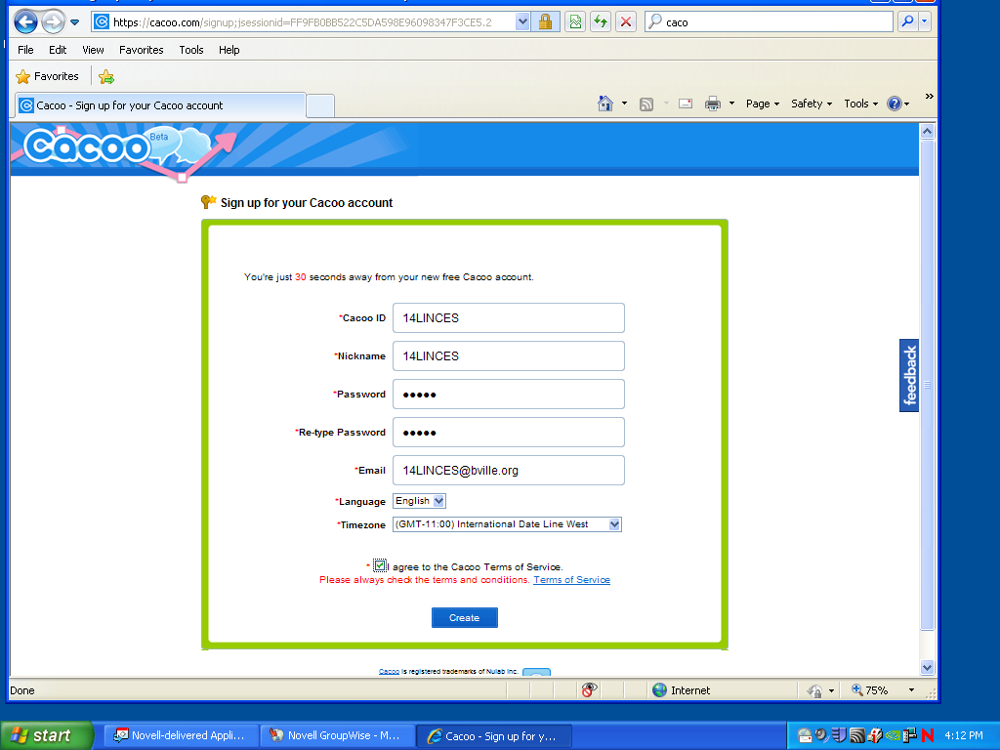 https://cacoo.com/signup;jsessionid=FF9FB0BB522C5DA598E96098347F3CE5.2
caco
File Edit View Favorites Tools Help
Favorites
Cacoo - Sign up for your Cacoo account
Page Safety Tools »
Cacoo Beta
Sign up for your Cacoo account
You're just 30 seconds away from your new free Cacoo account.
*Cacoo ID 14LINCES
*Nickname 14LINCES
*Password •••••
*Re-type Password •••••
*Email 14LINCES@bville.org
*Language English
*Timezone (GMT-11:00) International Date Line West
* I agree to the Cacoo Terms of Service.
Please always check the terms and conditions. Terms of Service
Create
feedback
Cacoo is registered trademarks of Nulab Inc.
Done Internet 75%
start Novell-delivered Appli... Novell GroupWise - M... Cacoo - Sign up for y... N 4:12 PM